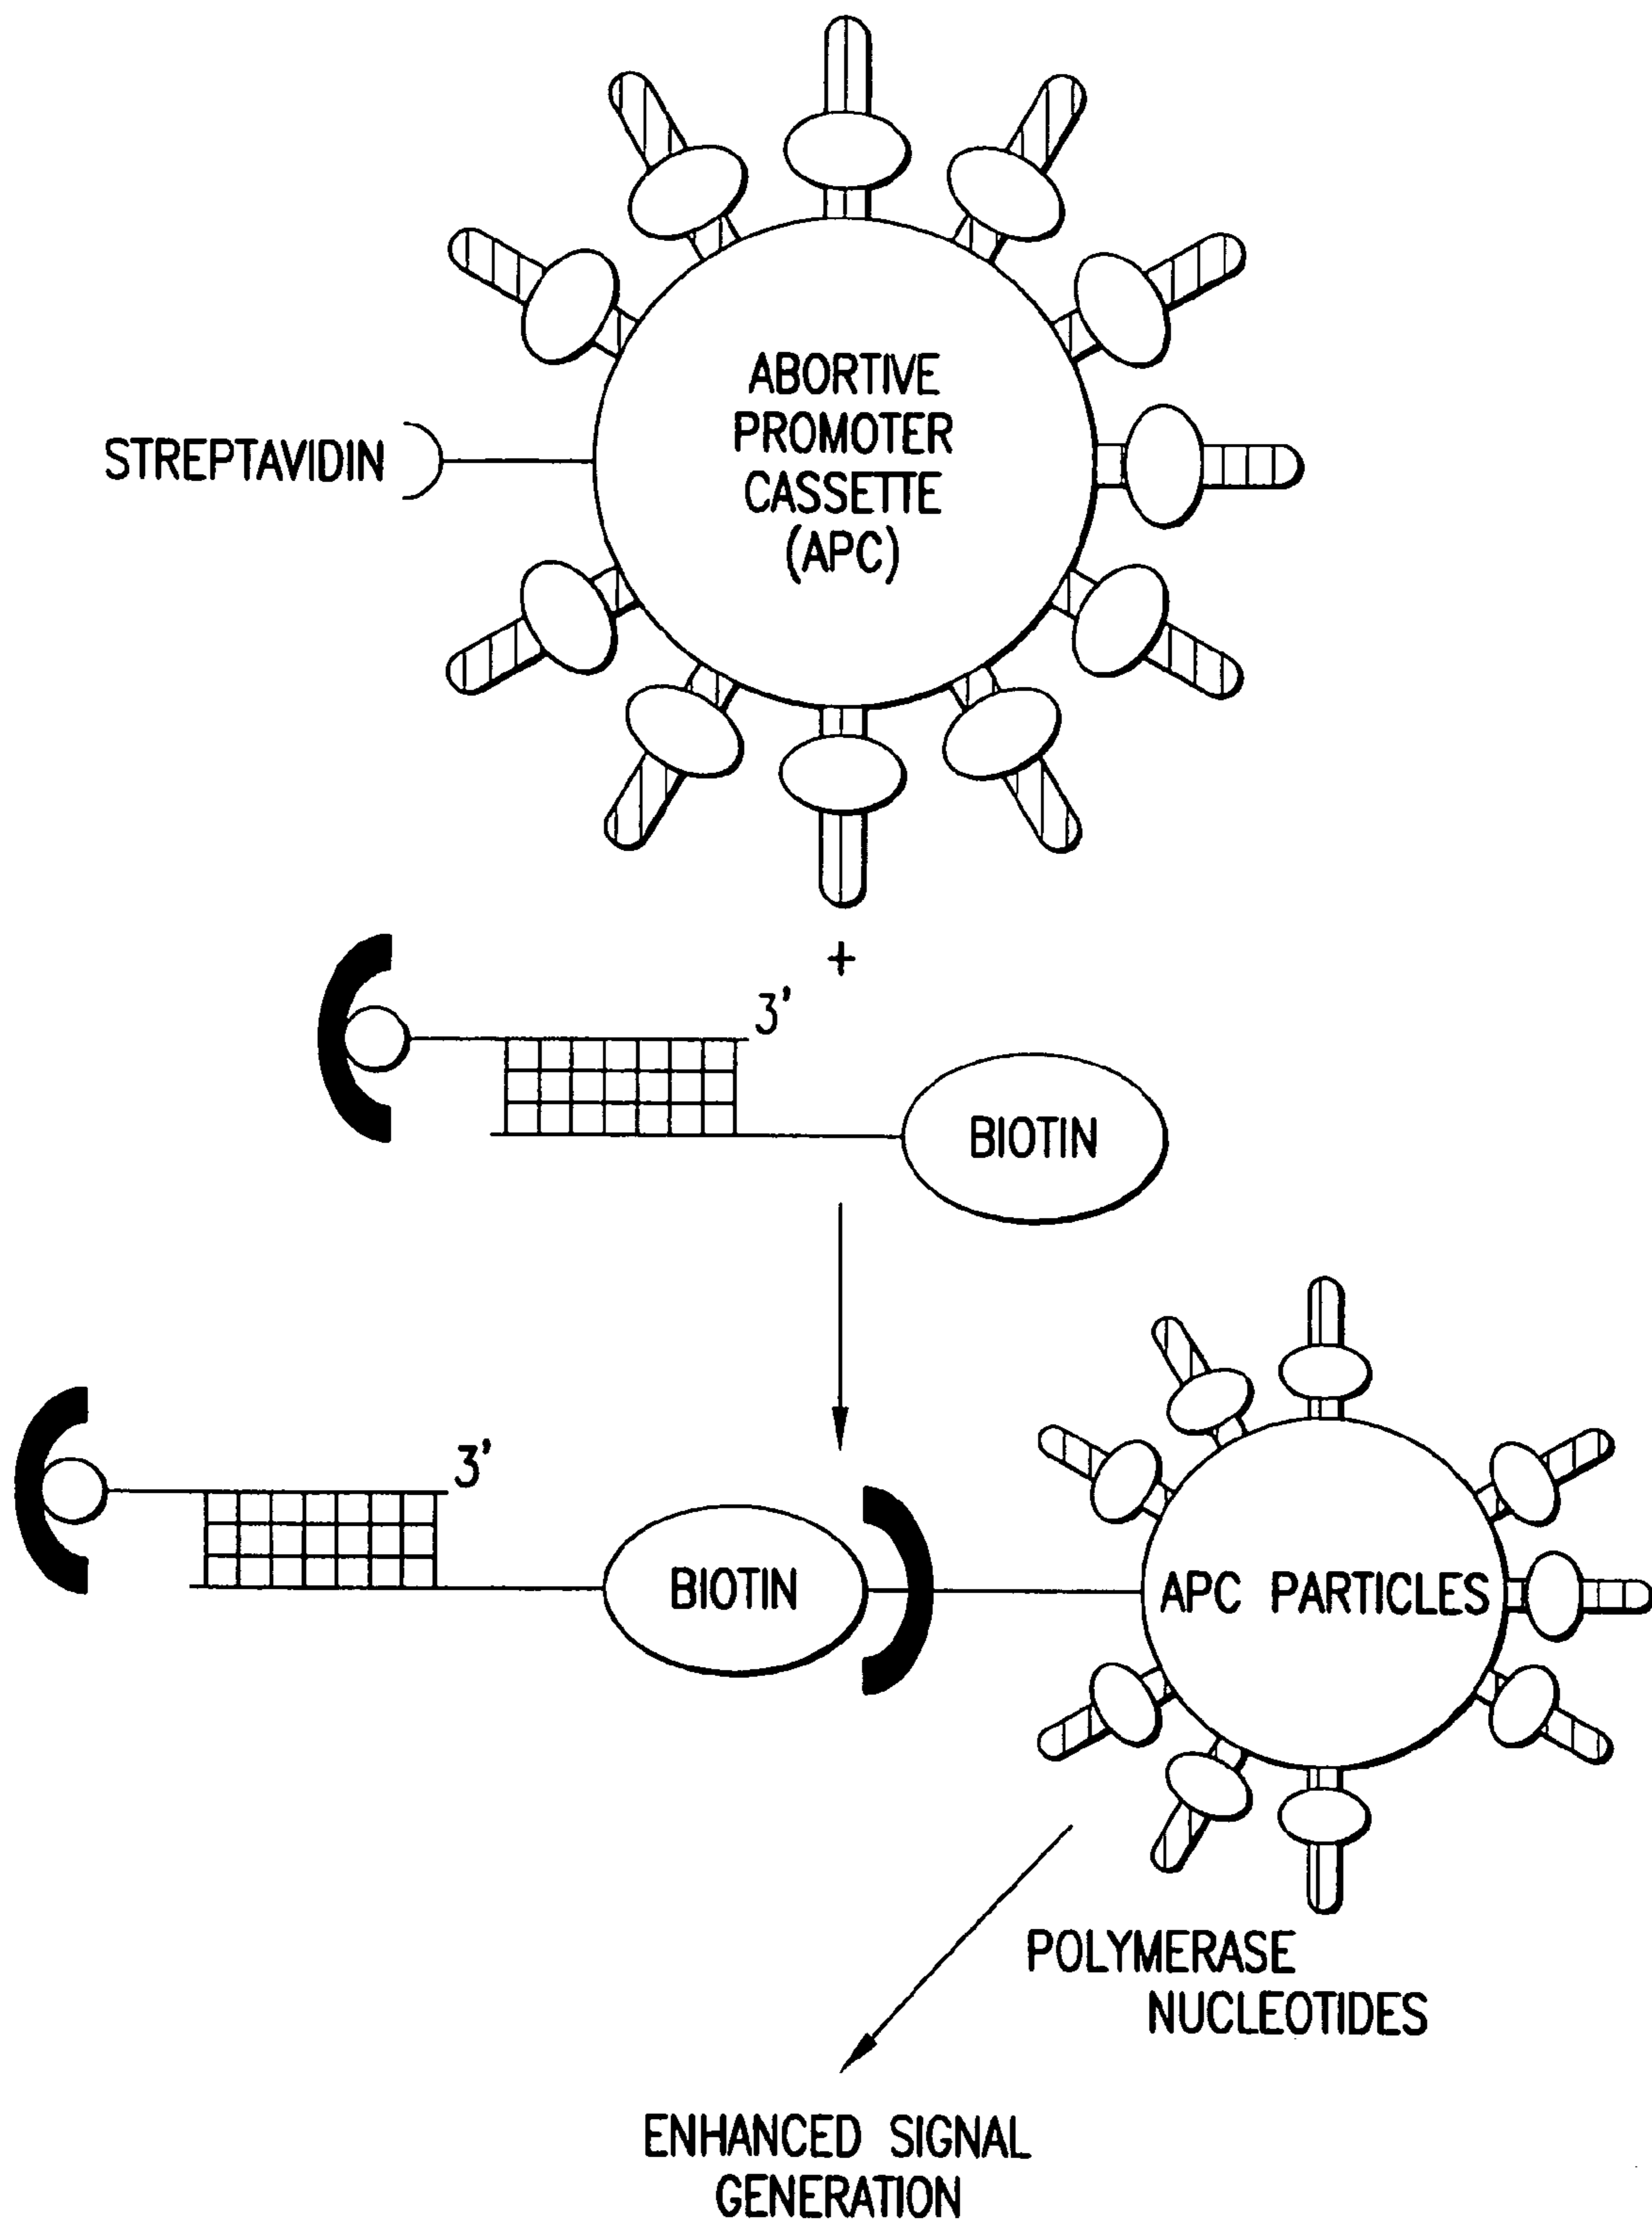 ABORTIVE
PROMOTER
CASSETTE
(APC)
STREPTAVIDIN
+
3'
BIOTIN
3'
BIOTIN
APC PARTICLES
POLYMERASE
NUCLEOTIDES
ENHANCED SIGNAL
GENERATION